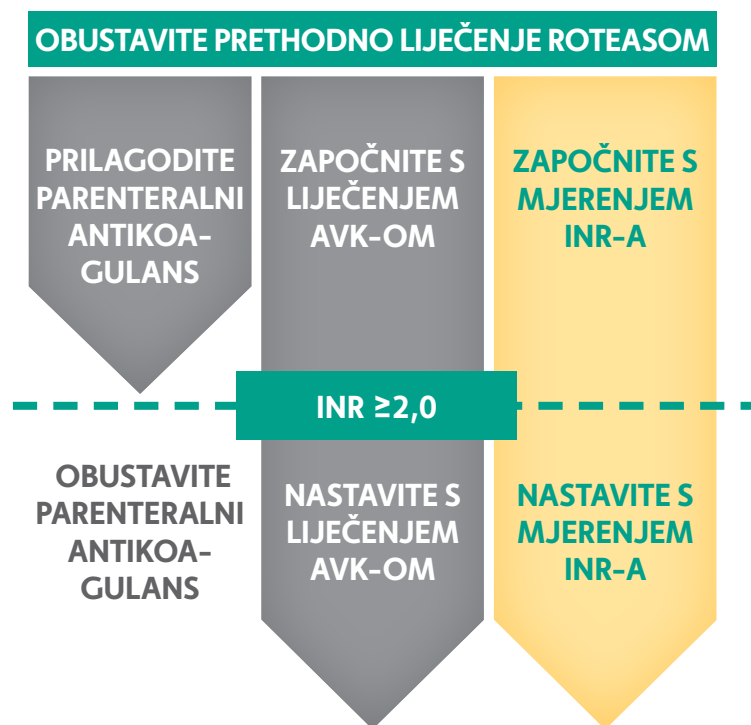 OBUSTAVITE PRETHODNO LIJEČENJE ROTEASOM
PRILAGODITE
PARENTERALNI
ANTIKOA-
GULANS
ZAPOČNITE S
LIJEČENJEM
AVK-OM
ZAPOČNITE S
MJERENJEM
INR-A
INR ≥2,0
OBUSTAVITE
PARENTERALNI
ANTIKOA-
GULANS
NASTAVITE S
LIJEČENJEM
AVK-OM
NASTAVITE S
MJERENJEM
INR-A